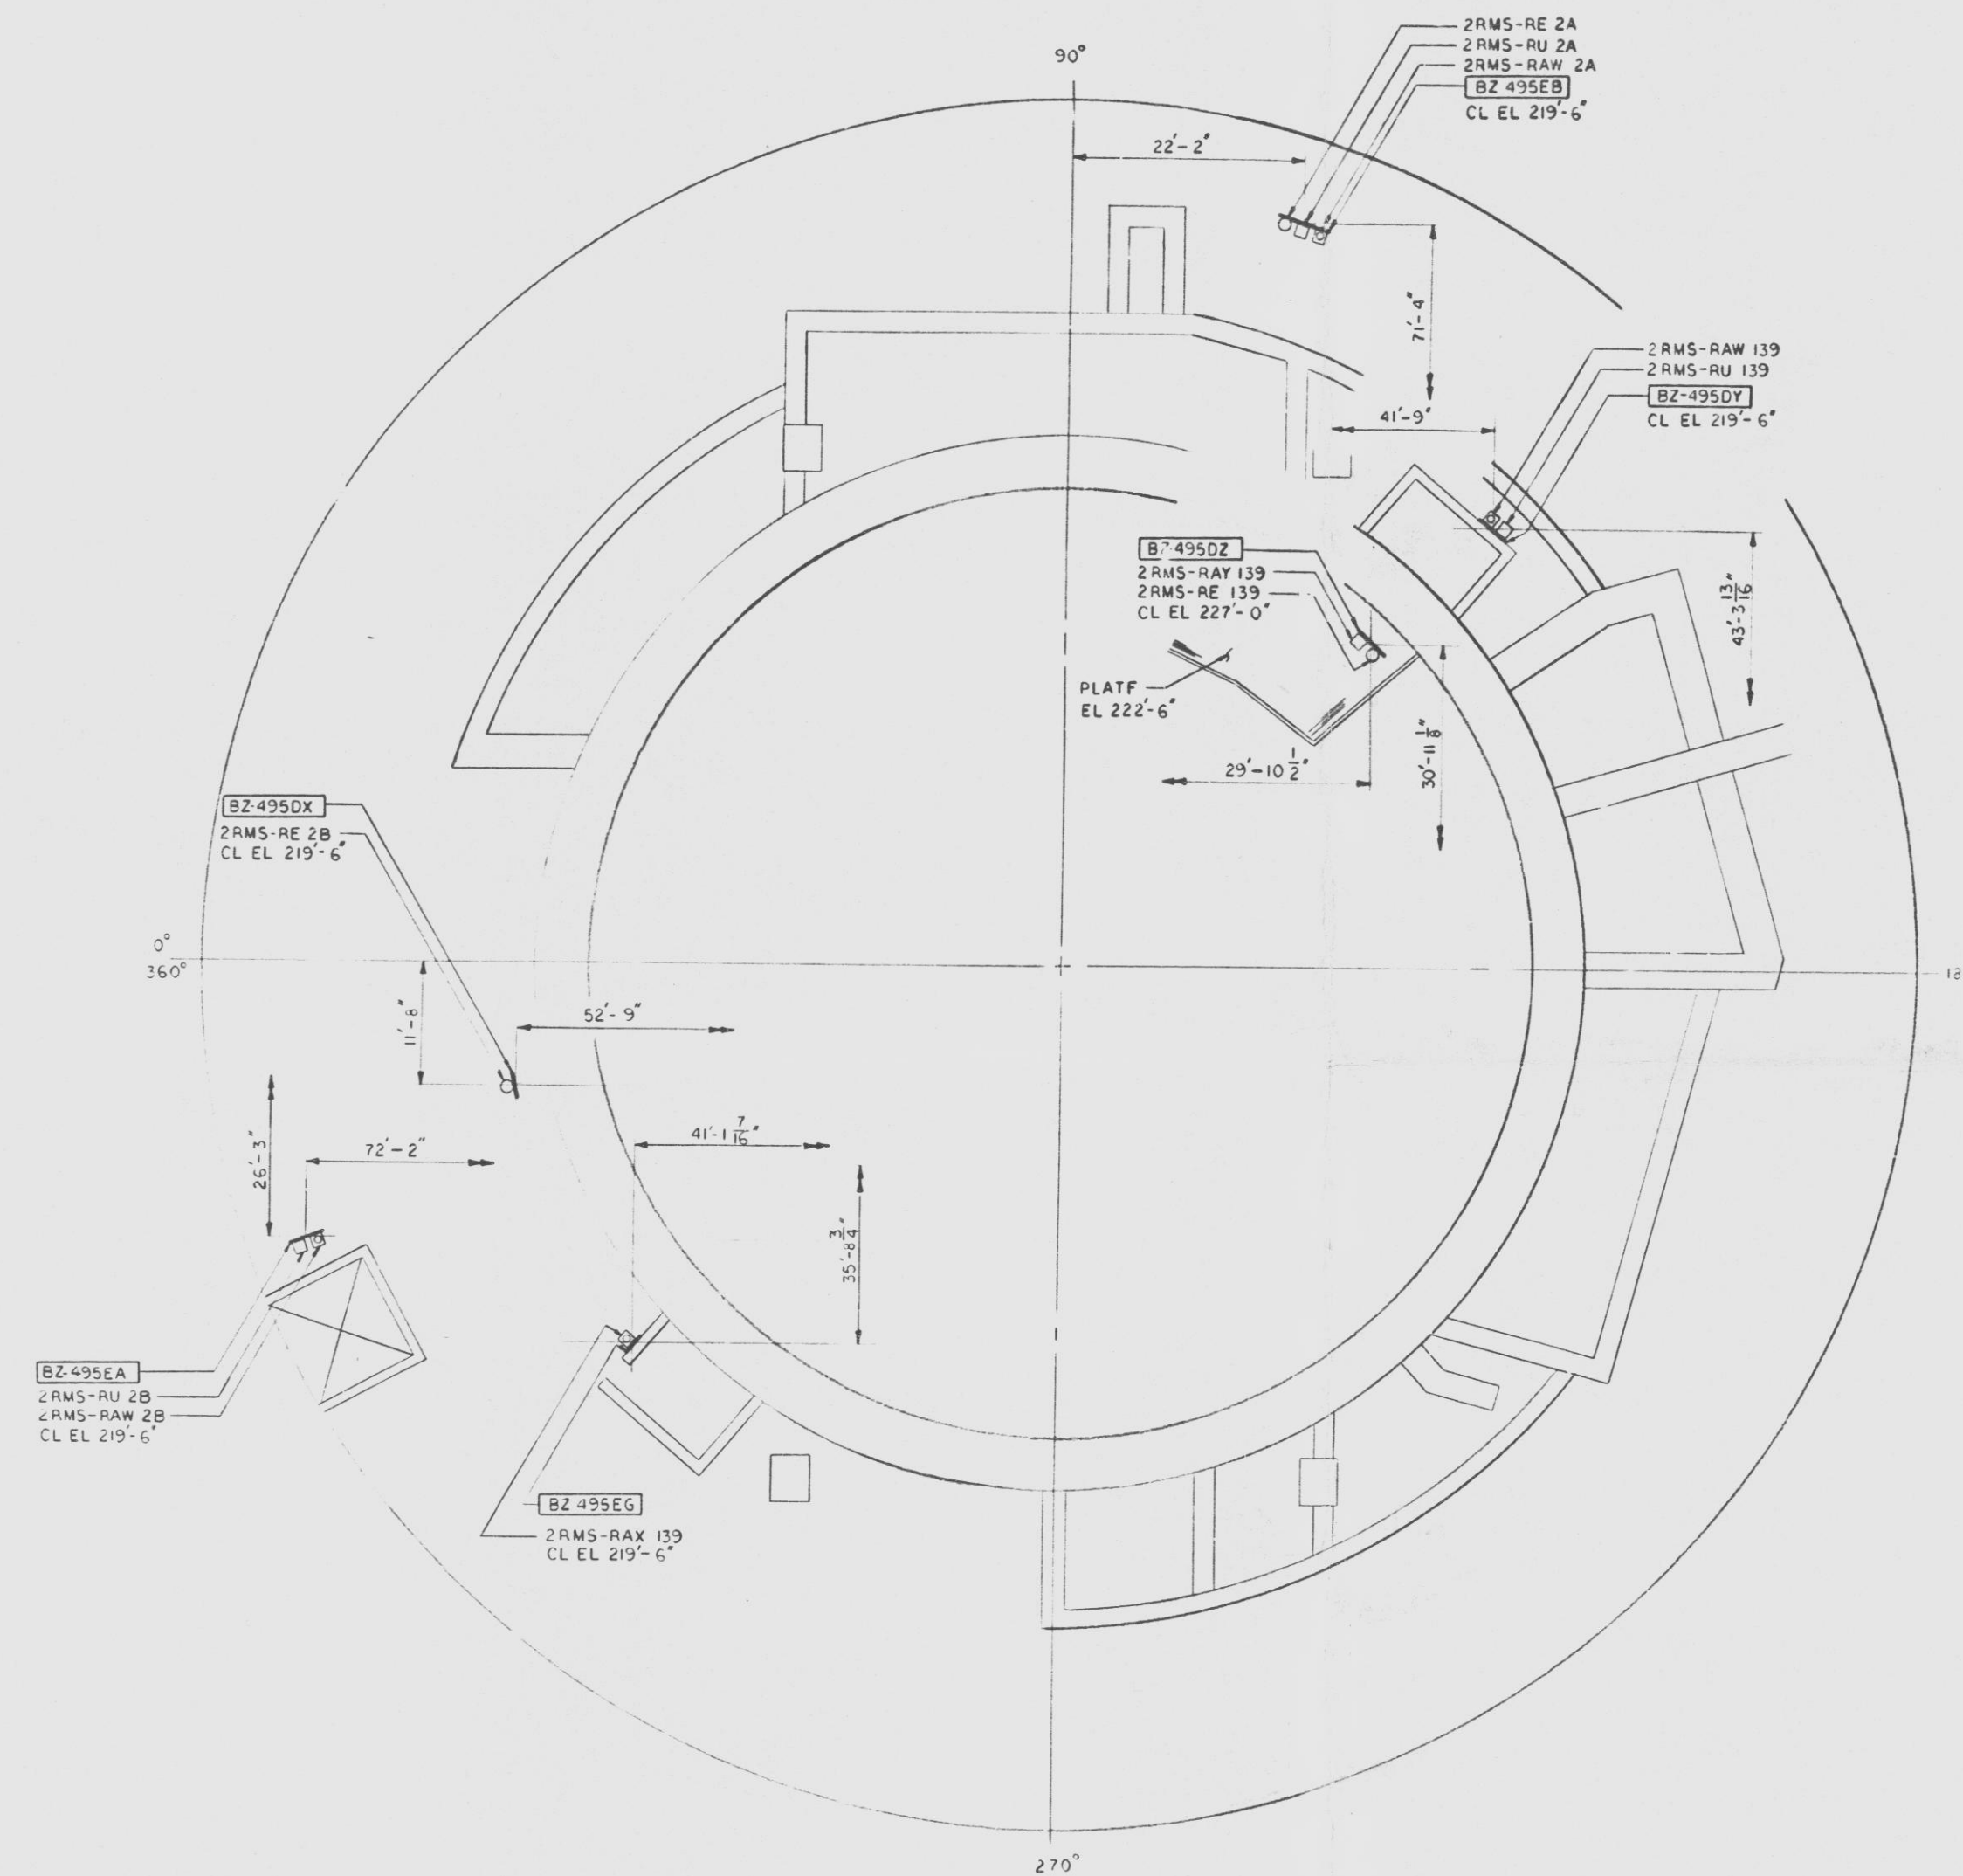 90°
2RMS-RE 2A
2RMS-RU 2A
2RMS-RAW 2A
BZ 495EB
CL EL 219'-6"
22'-2"
71'-4"
2RMS-RAW 139
2RMS-RU 139
BZ-495DY
CL EL 219'-6"
41'-9"
43'-3 13/16"
BZ-495DZ
2RMS-RAY 139
2RMS-RE 139
CL EL 227'-0"
PLATF
EL 222'-6"
29'-10 1/2"
30'-11 1/8"
BZ-495DX
2RMS-RE 2B
CL EL 219'-6"
0°
360°
18
11'-8"
52'-9"
26'-3"
72'-2"
41'-1 7/16"
35'-8 3/4"
BZ-495EA
2RMS-RU 2B
2RMS-RAW 2B
CL EL 219'-6"
BZ 495EG
2RMS-RAX 139
CL EL 219'-6"
270°